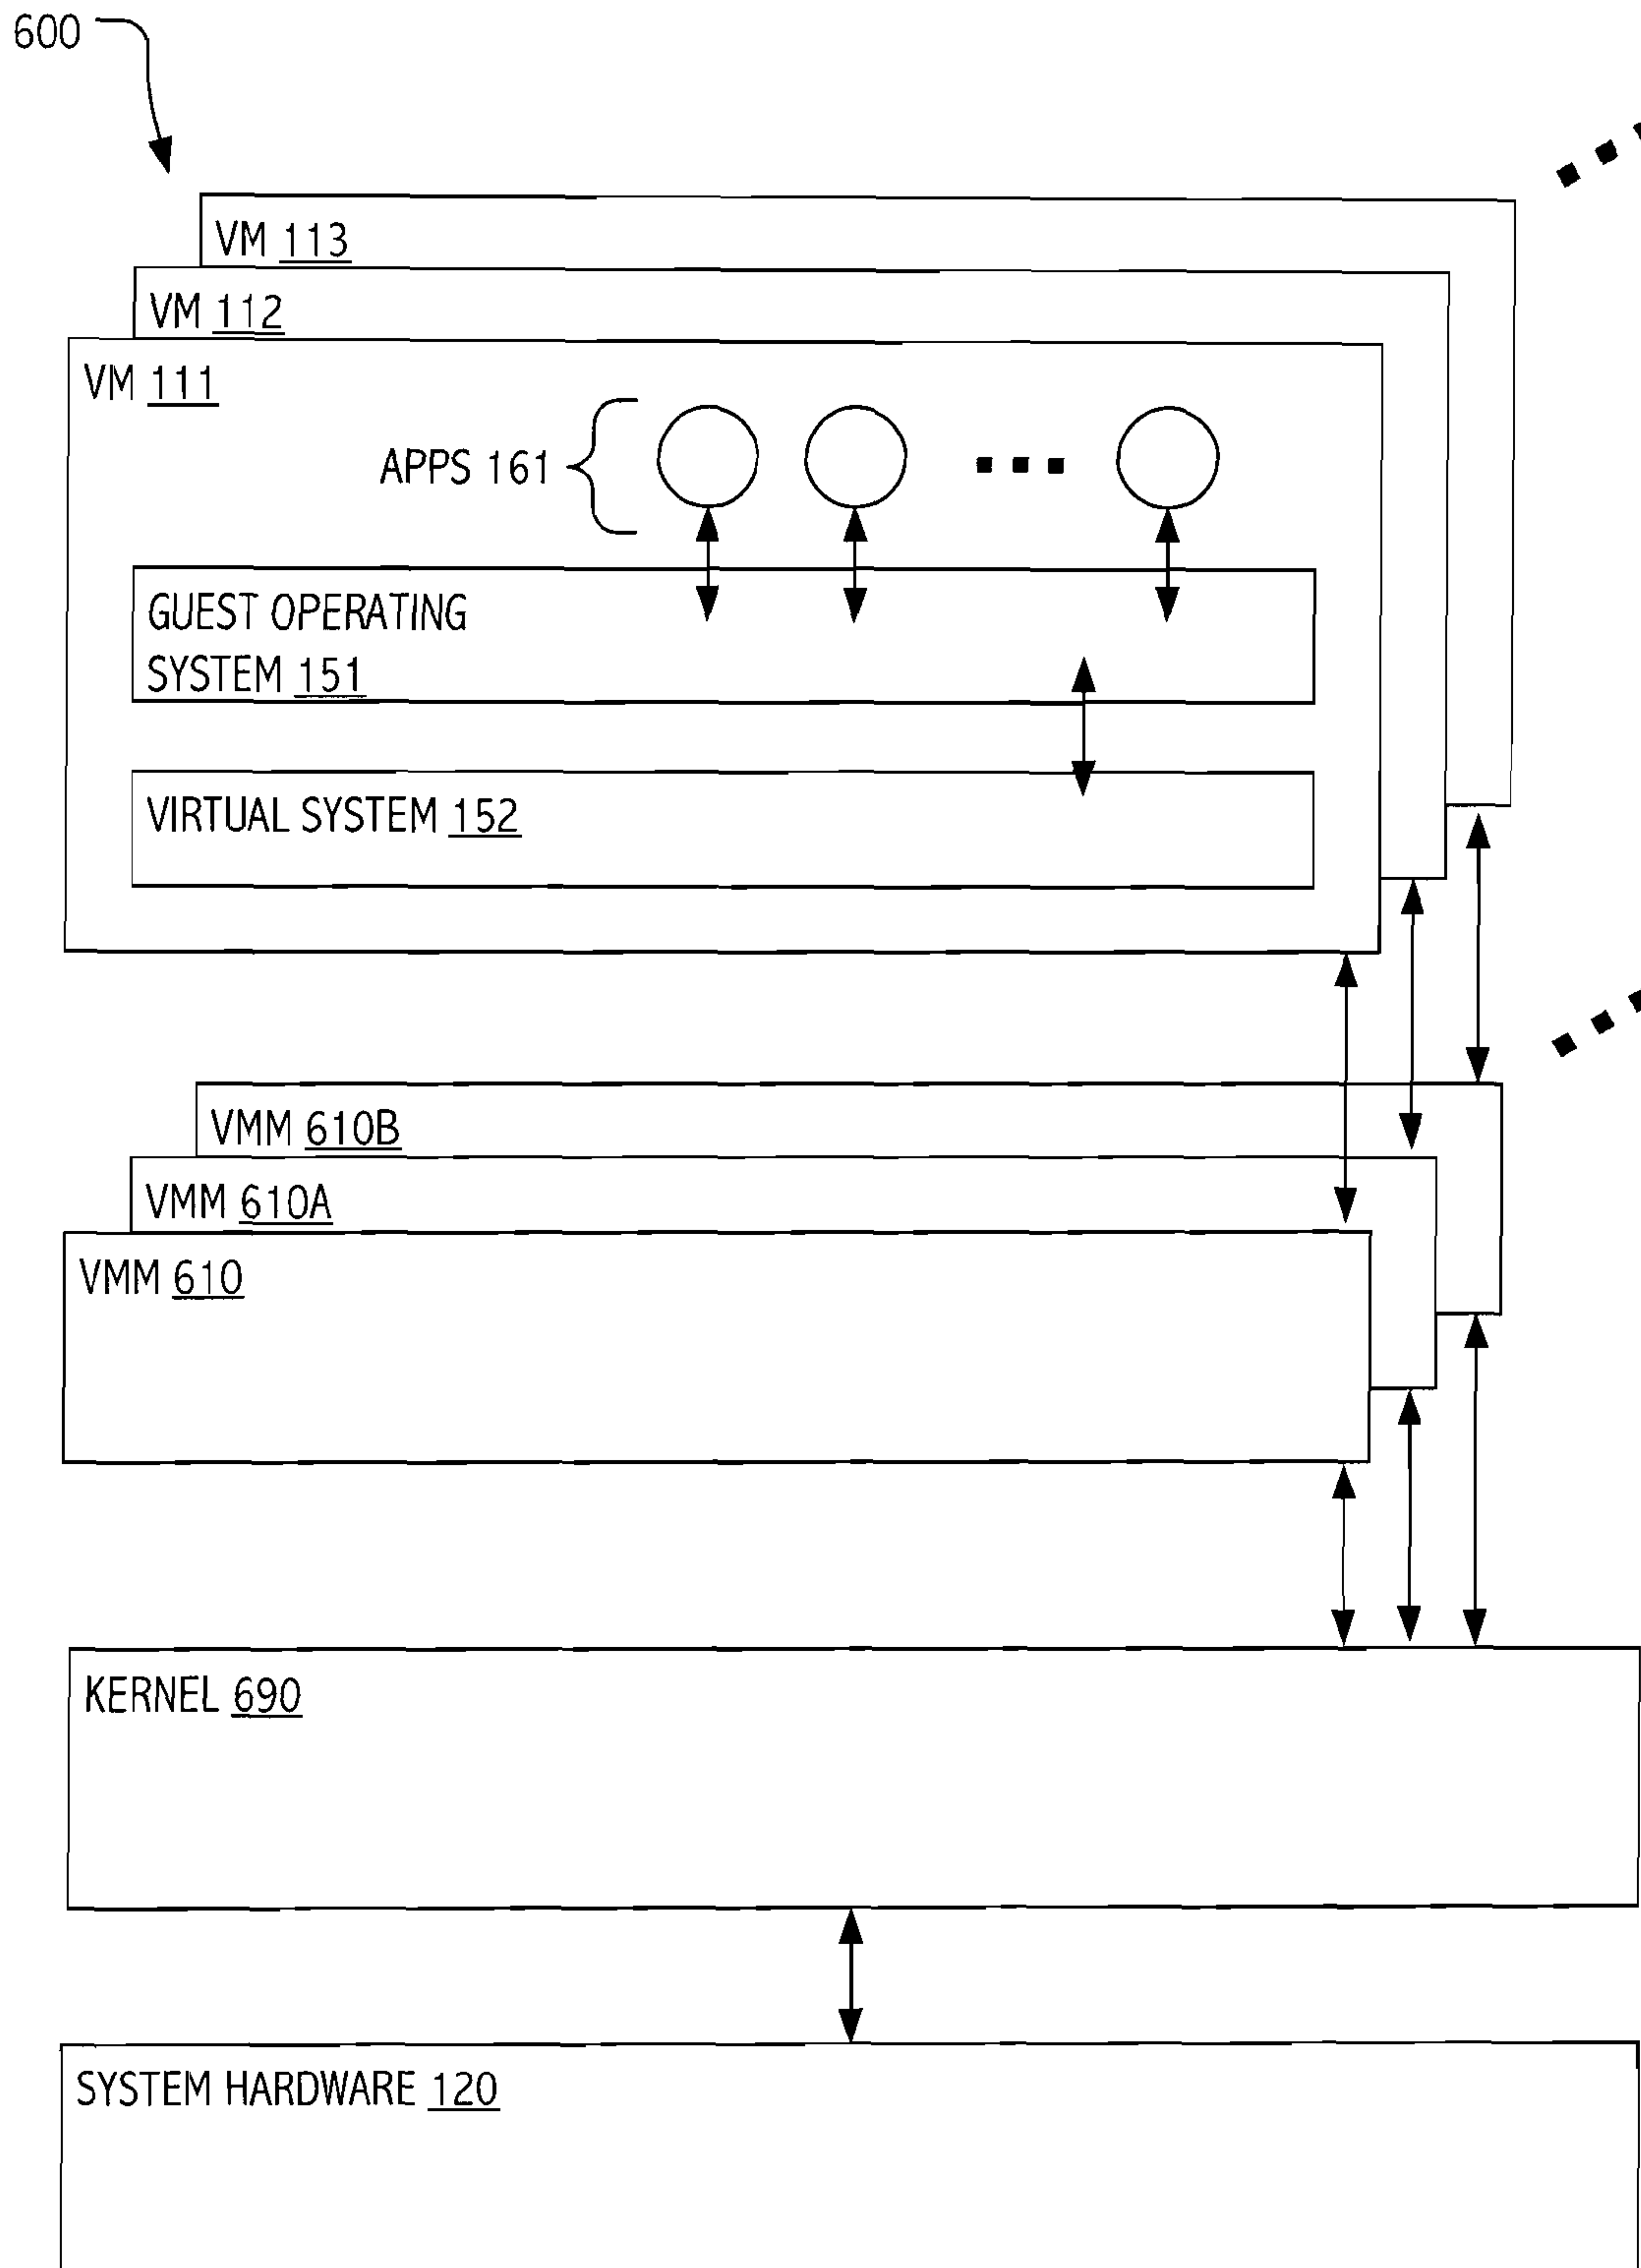 600
VM 113
VM 112
VM 111
APPS 161
GUEST OPERATING
SYSTEM 151
VIRTUAL SYSTEM 152
VMM 610B
VMM 610A
VMM 610
KERNEL 690
SYSTEM HARDWARE 120